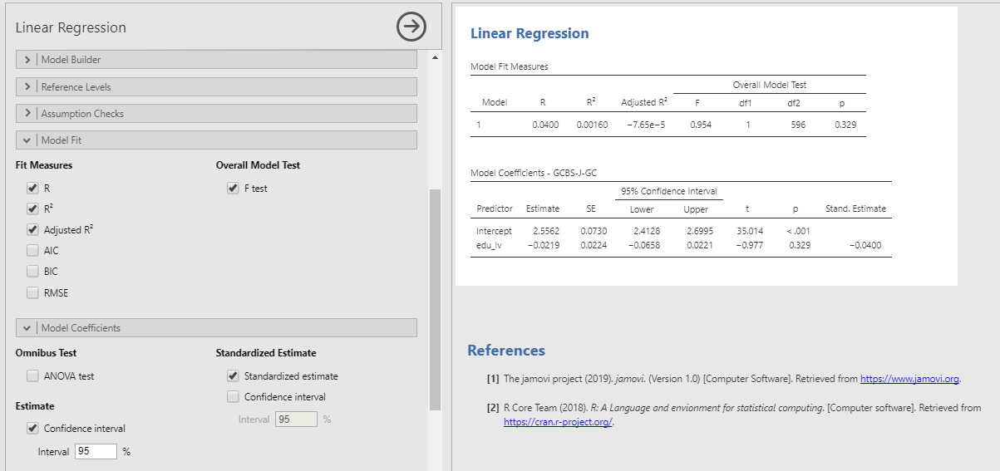 Linear Regression
Model Builder
Reference Levels
Assumption Checks
Model Fit
Fit Measures Overall Model Test
R F test
R²
Adjusted R²
AIC
BIC
RMSE
Model Coefficients
Omnibus Test Standardized Estimate
ANOVA test Standardized estimate
Confidence interval
Interval 95 %
Estimate
Confidence interval
Interval 95 %
Linear Regression
Model Fit Measures
Overall Model Test
Model R R² Adjusted R² F df1 df2 p
1 0.0400 0.00160 −7.65e−5 0.954 1 596 0.329
Model Coefficients - GCBS-J-GC
95% Confidence Interval
Predictor Estimate SE Lower Upper t p Stand. Estimate
Intercept 2.5562 0.0730 2.4128 2.6995 35.014 < .001
edu_lv −0.0219 0.0224 −0.0658 0.0221 −0.977 0.329 −0.0400
References
[1] The jamovi project (2019). jamovi. (Version 1.0) [Computer Software]. Retrieved from https://www.jamovi.org.
[2] R Core Team (2018). R: A Language and envionment for statistical computing. [Computer software]. Retrieved from
https://cran.r-project.org/.